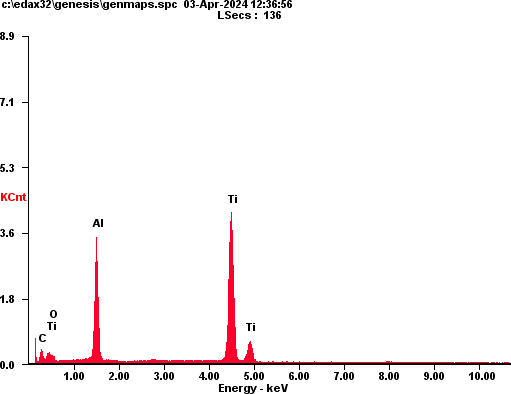 c:\edax32\genesis\genmaps.spc 03-Apr-2024 12:36:56
LSecs : 136
8.9
7.1
5.3
KCnt
3.6
1.8
0.0
Al
Ti
O
Ti
C
Ti
1.00 2.00 3.00 4.00 5.00 6.00 7.00 8.00 9.00 10.00
Energy - keV